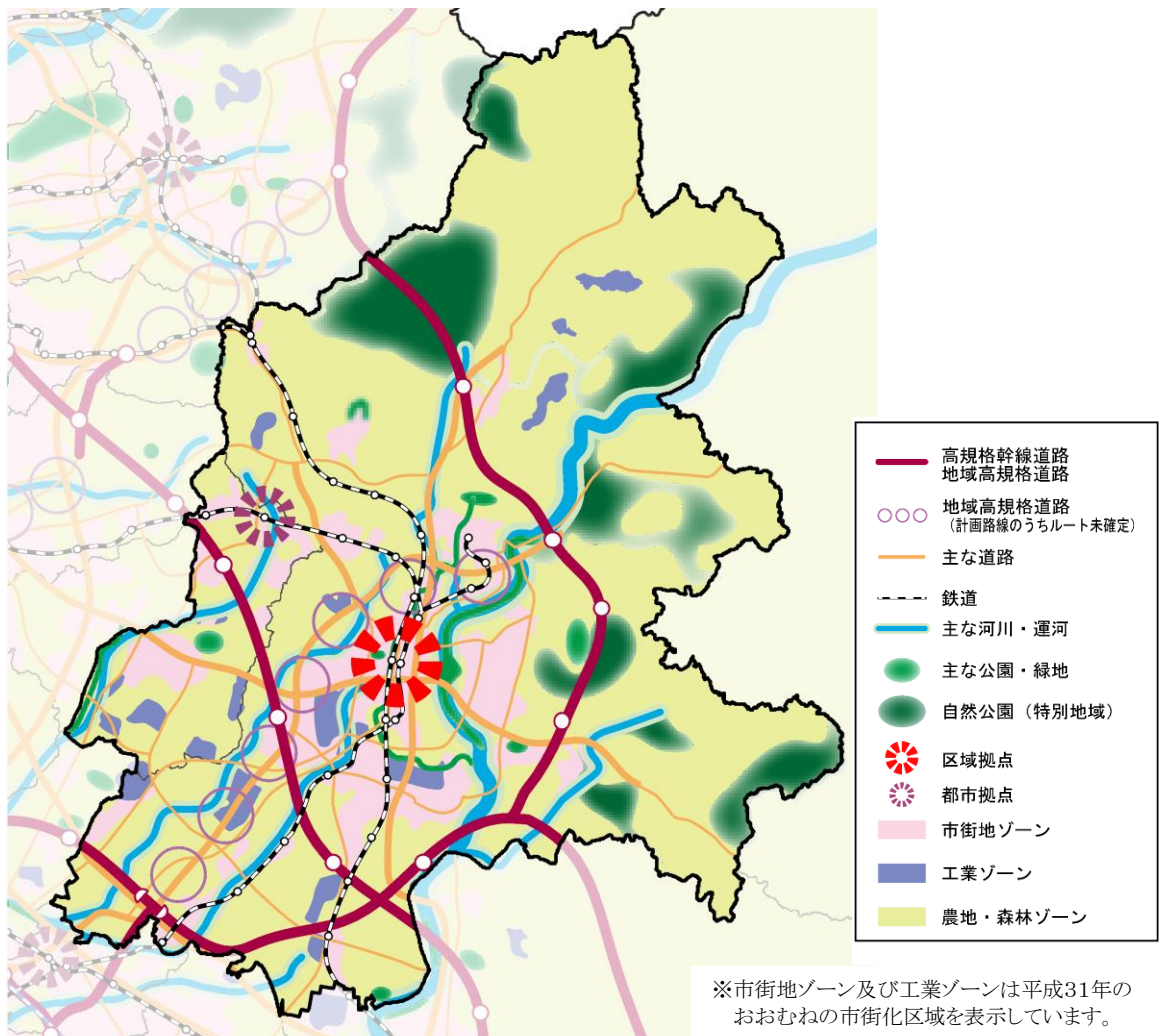 高規格幹線道路
地域高規格道路
地域高規格道路
（計画路線のうちルート未確定）
主な道路
鉄道
主な河川・運河
主な公園・緑地
自然公園（特別地域）
区域拠点
都市拠点
市街地ゾーン
工業ゾーン
農地・森林ゾーン
※市街地ゾーン及び工業ゾーンは平成31年の
おおむねの市街化区域を表示しています。